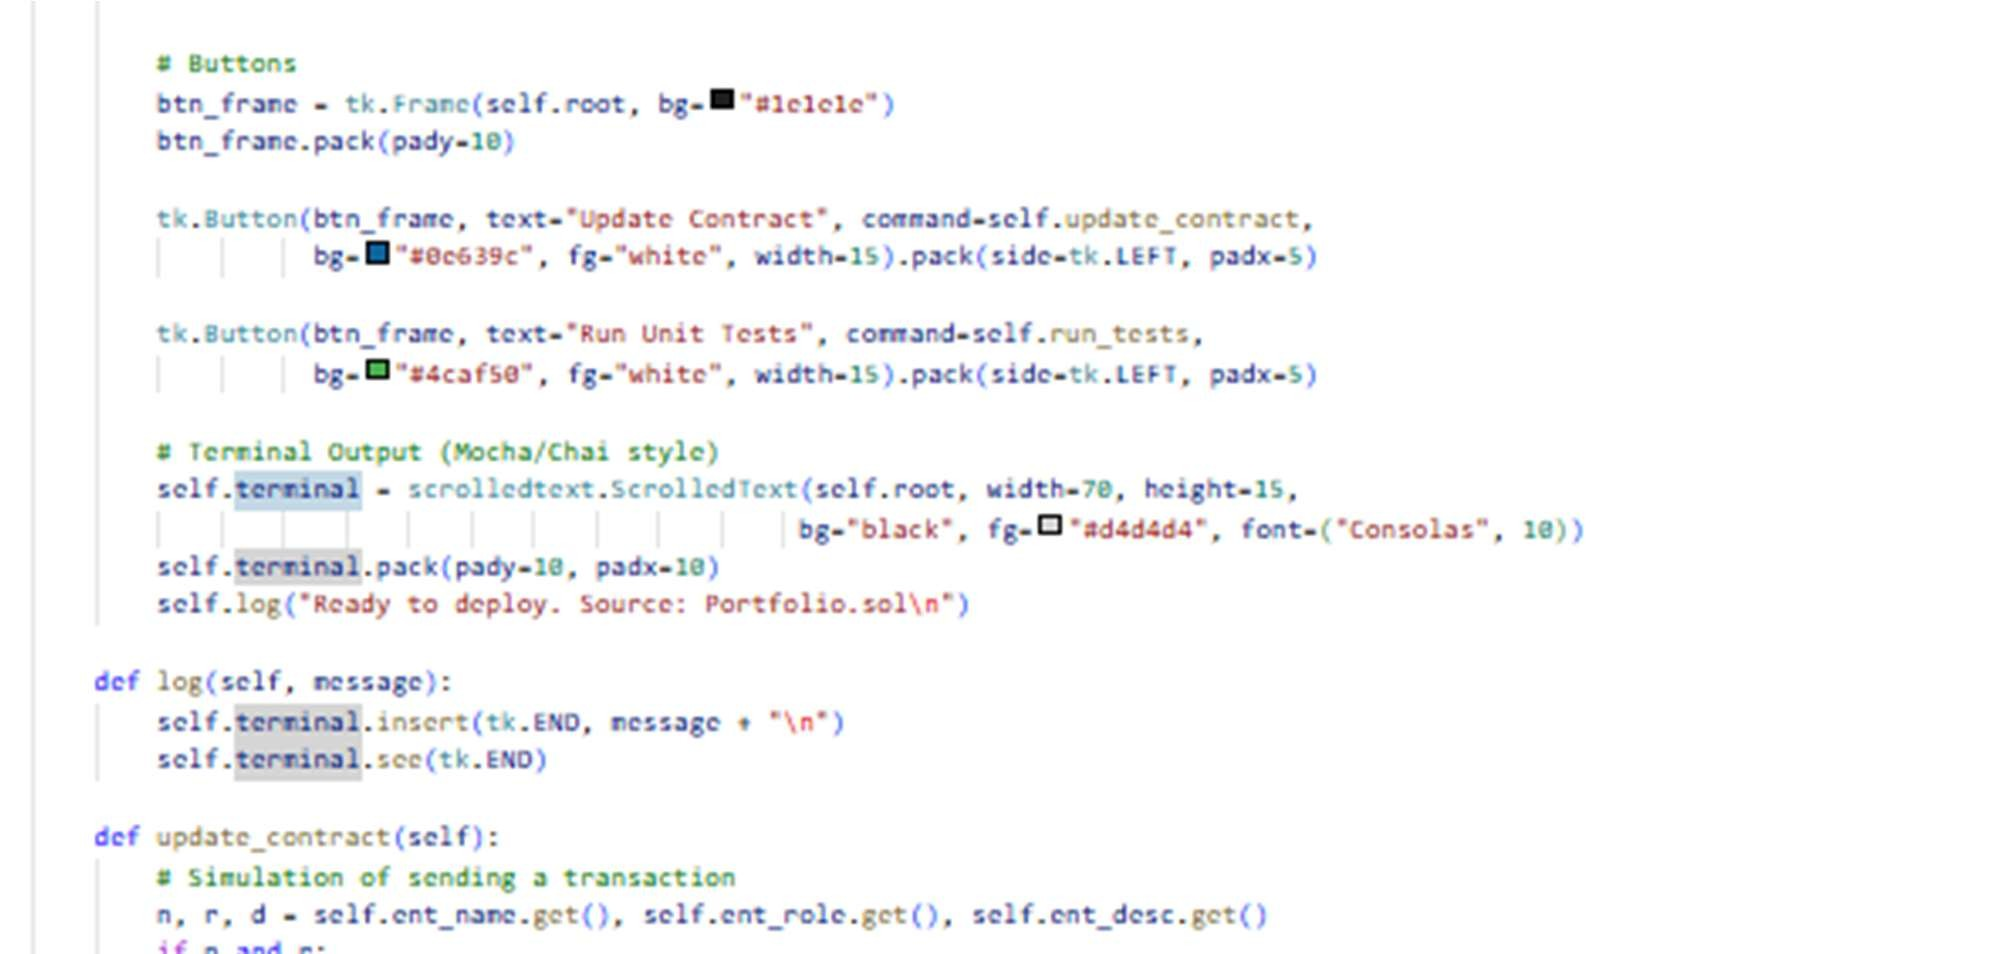 # Buttons
btn_frame = tk.Frame(self.root, bg="#1e1e1e")
btn_frame.pack(pady=10)
tk.Button(btn_frame, text="Update Contract", command=self.update_contract,
bg="#0e639c", fg="white", width=15).pack(side=tk.LEFT, padx=5)
tk.Button(btn_frame, text="Run Unit Tests", command=self.run_tests,
bg="#4caf50", fg="white", width=15).pack(side=tk.LEFT, padx=5)
# Terminal Output (Mocha/Chai style)
self.terminal = scrolledtext.ScrolledText(self.root, width=70, height=15,
bg="black", fg="#d4d4d4", font=("Consolas", 10))
self.terminal.pack(pady=10, padx=10)
self.log("Ready to deploy. Source: Portfolio.sol\n")
def log(self, message):
self.terminal.insert(tk.END, message + "\n")
self.terminal.see(tk.END)
def update_contract(self):
# Simulation of sending a transaction
n, r, d = self.ent_name.get(), self.ent_role.get(), self.ent_desc.get()
if n and r: